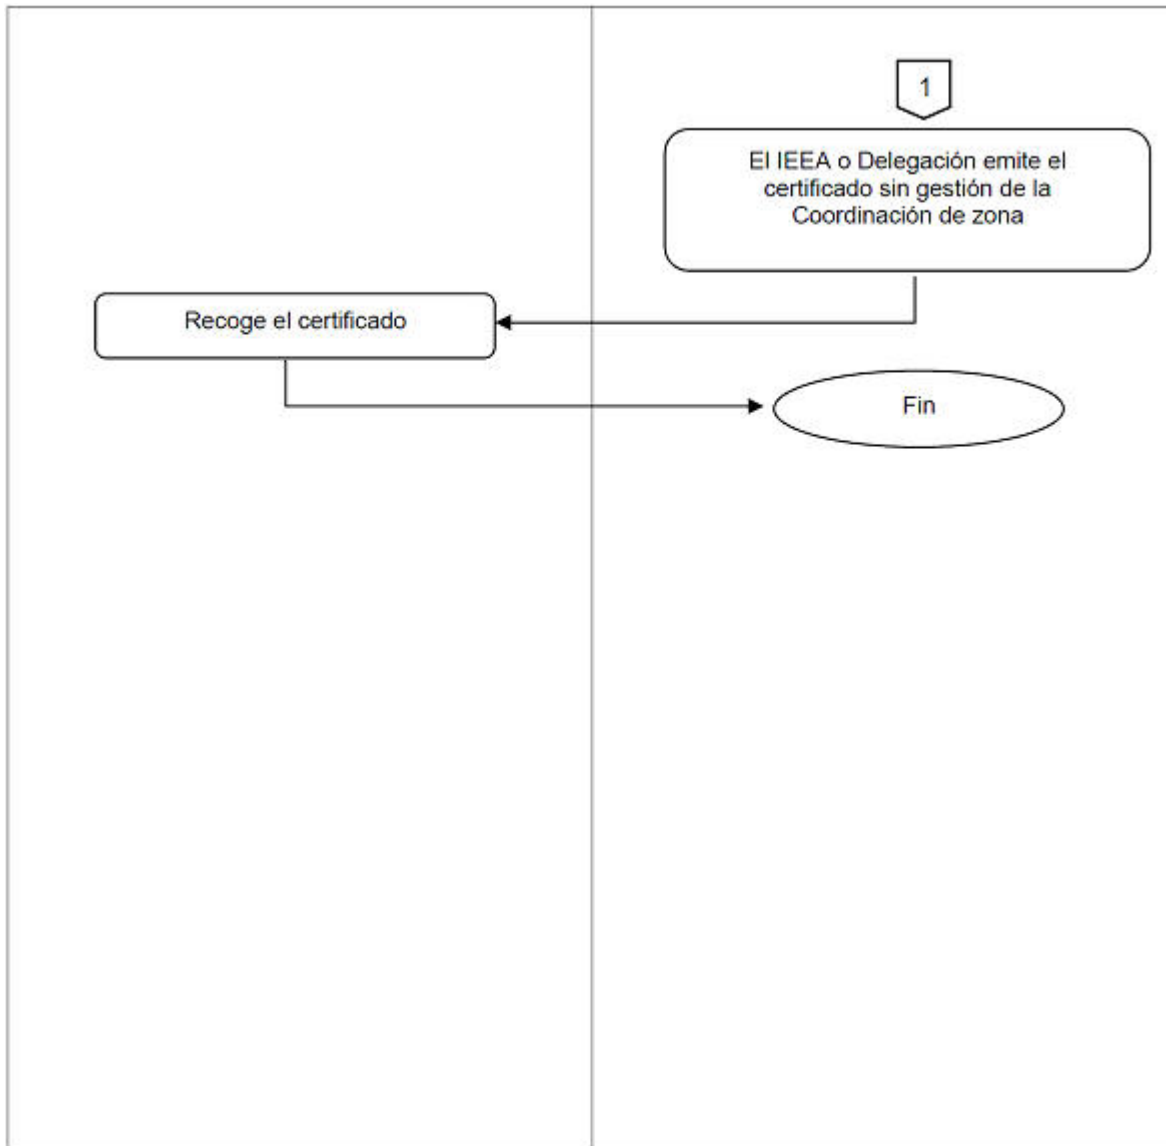 1
El IEEA o Delegación emite el
certificado sin gestión de la
Coordinación de zona
Recoge el certificado
Fin